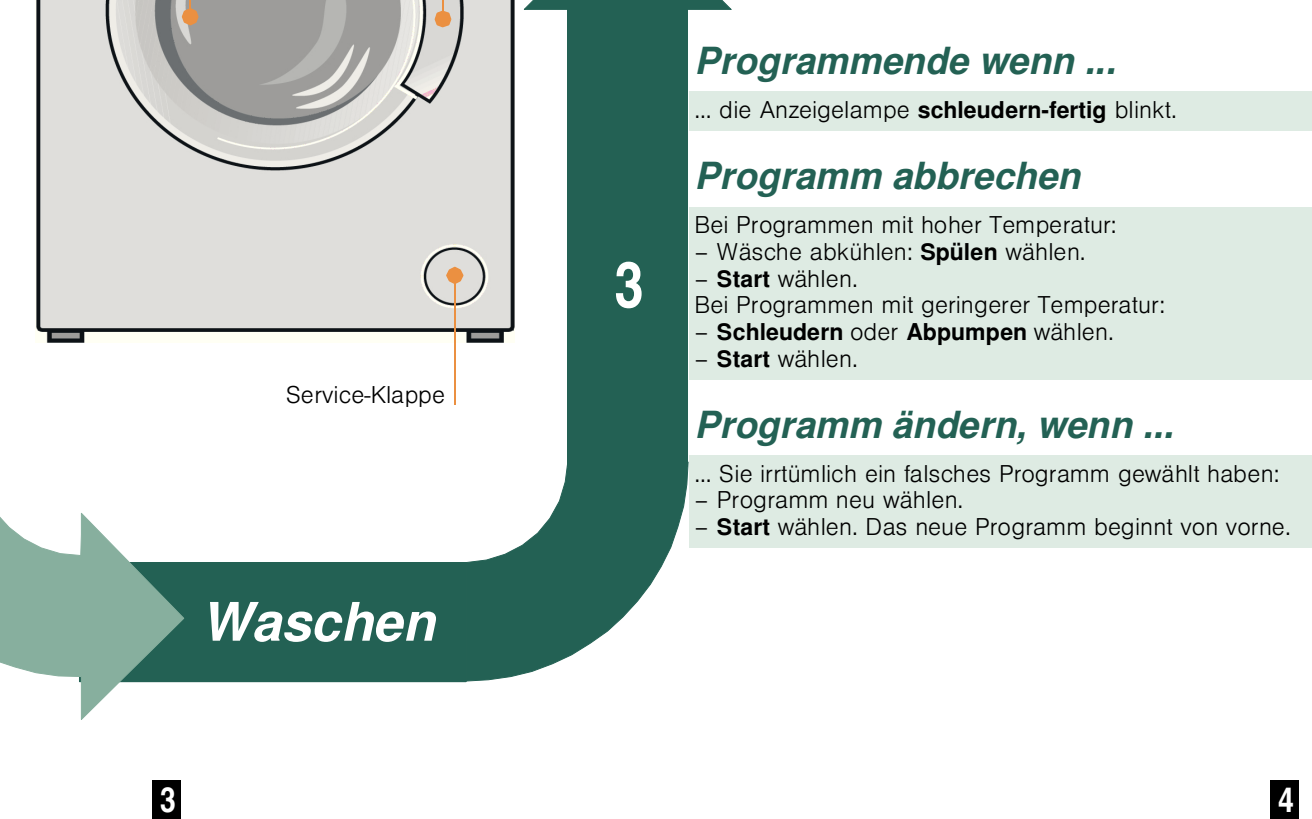 Service-Klappe
Waschen
3
Programmende wenn ...
... die Anzeigelampe schleudern-fertig blinkt.
Programm abbrechen
Bei Programmen mit hoher Temperatur:
– Wäsche abkühlen: Spülen wählen.
– Start wählen.
Bei Programmen mit geringerer Temperatur:
– Schleudern oder Abpumpen wählen.
– Start wählen.
Programm ändern, wenn ...
... Sie irrtümlich ein falsches Programm gewählt haben:
– Programm neu wählen.
– Start wählen. Das neue Programm beginnt von vorne.
3
4